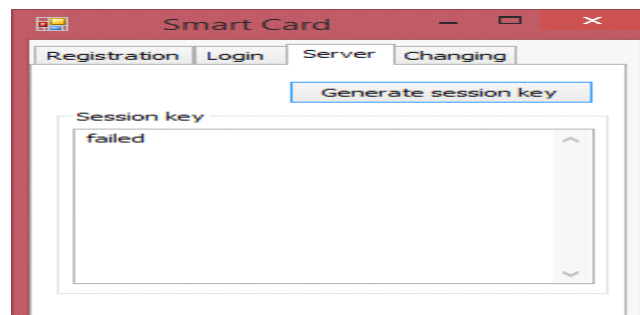 Smart Card
Registration Login Server Changing
Generate session key
Session key
failed